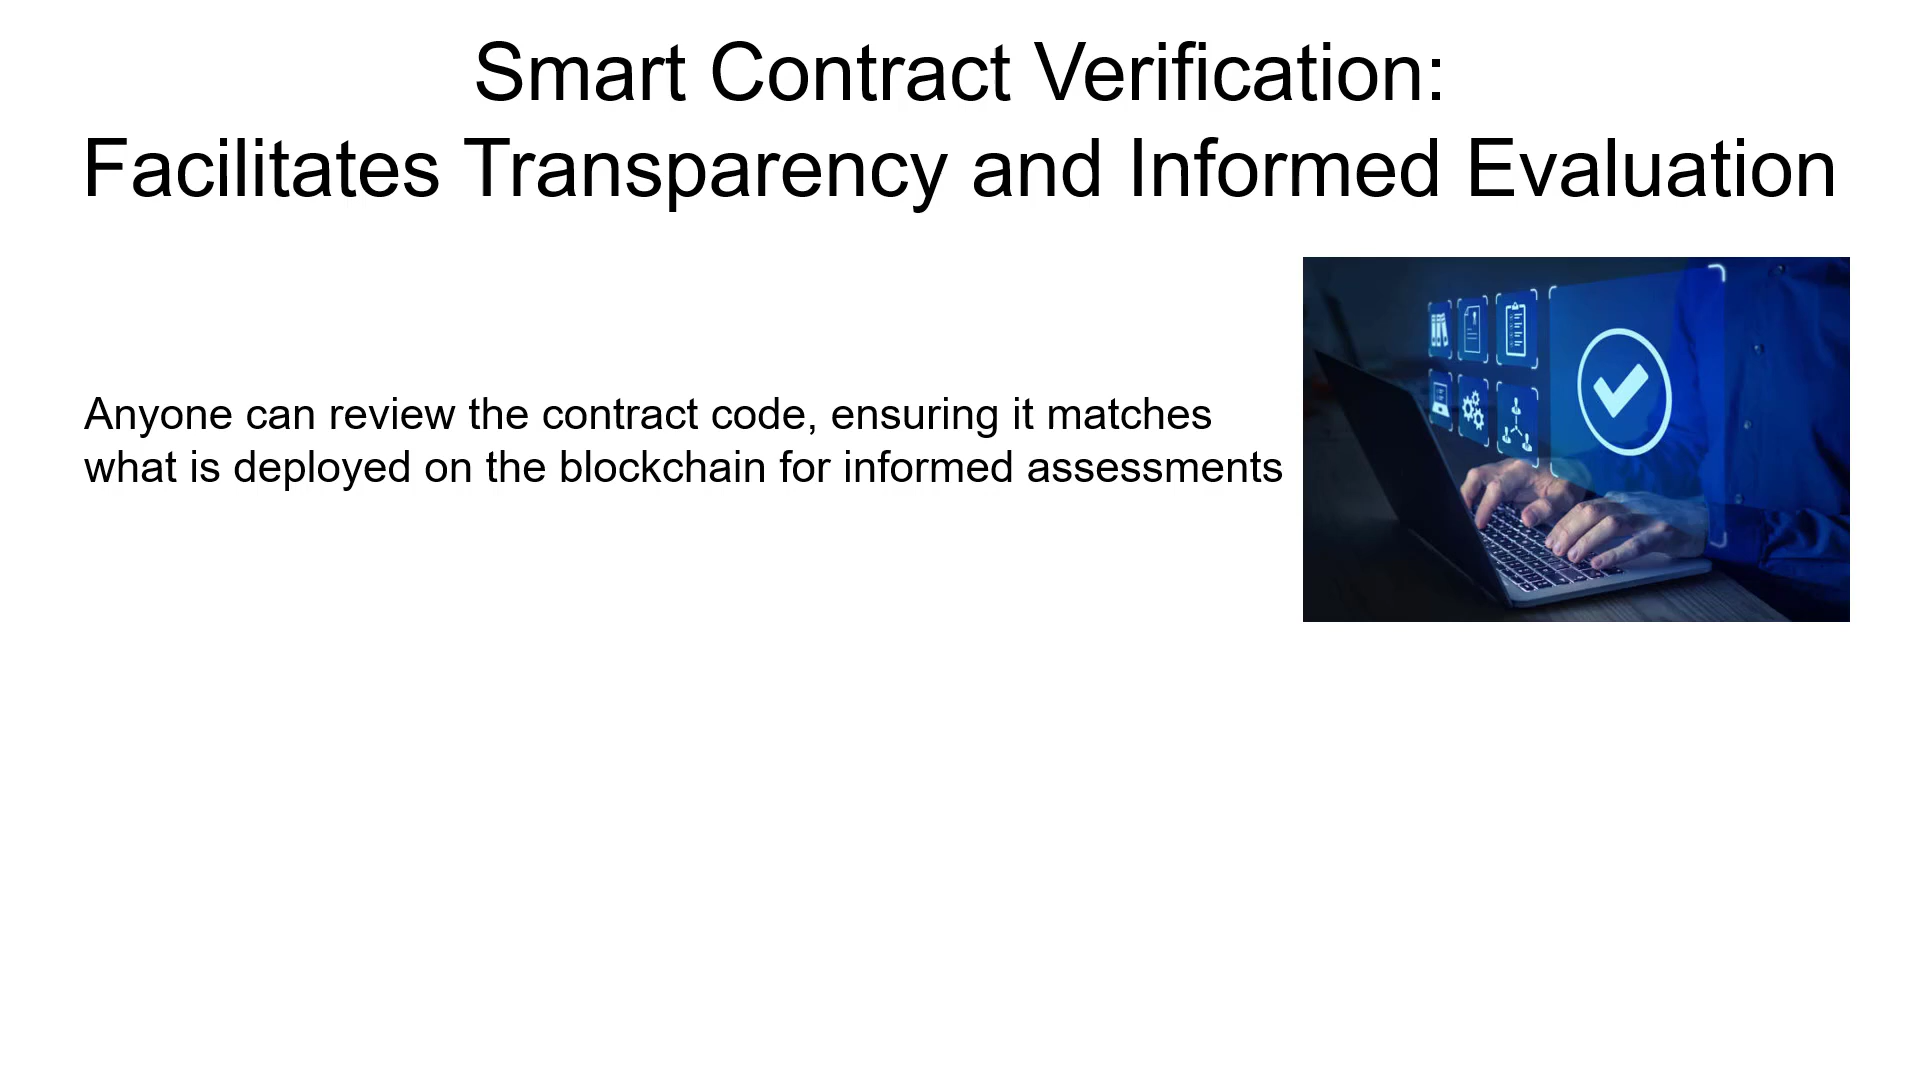 Smart Contract Verification:
Facilitates Transparency and Informed Evaluation
Anyone can review the contract code, ensuring it matches
what is deployed on the blockchain for informed assessments